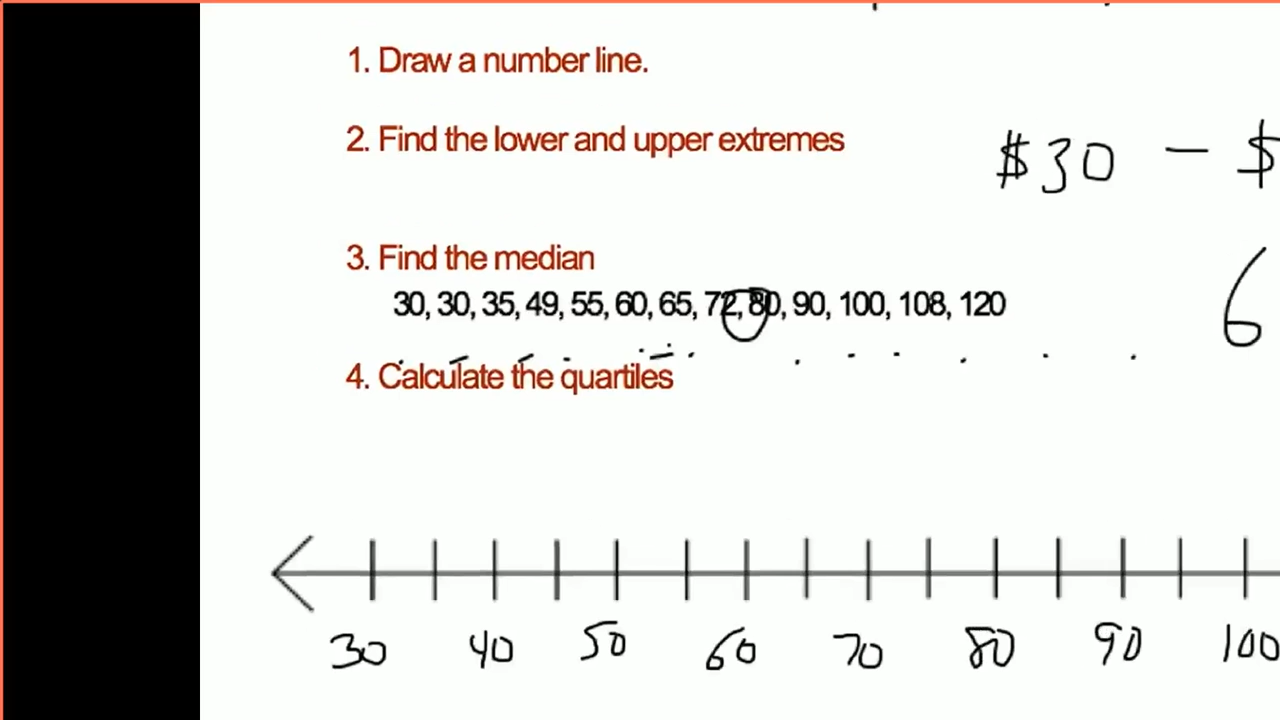 1. Draw a number line.
2. Find the lower and upper extremes
$30 – $
3. Find the median
30, 30, 35, 49, 55, 60, 65, 72, 80, 90, 100, 108, 120
6
4. Calculate the quartiles
30 40 50 60 70 80 90 100